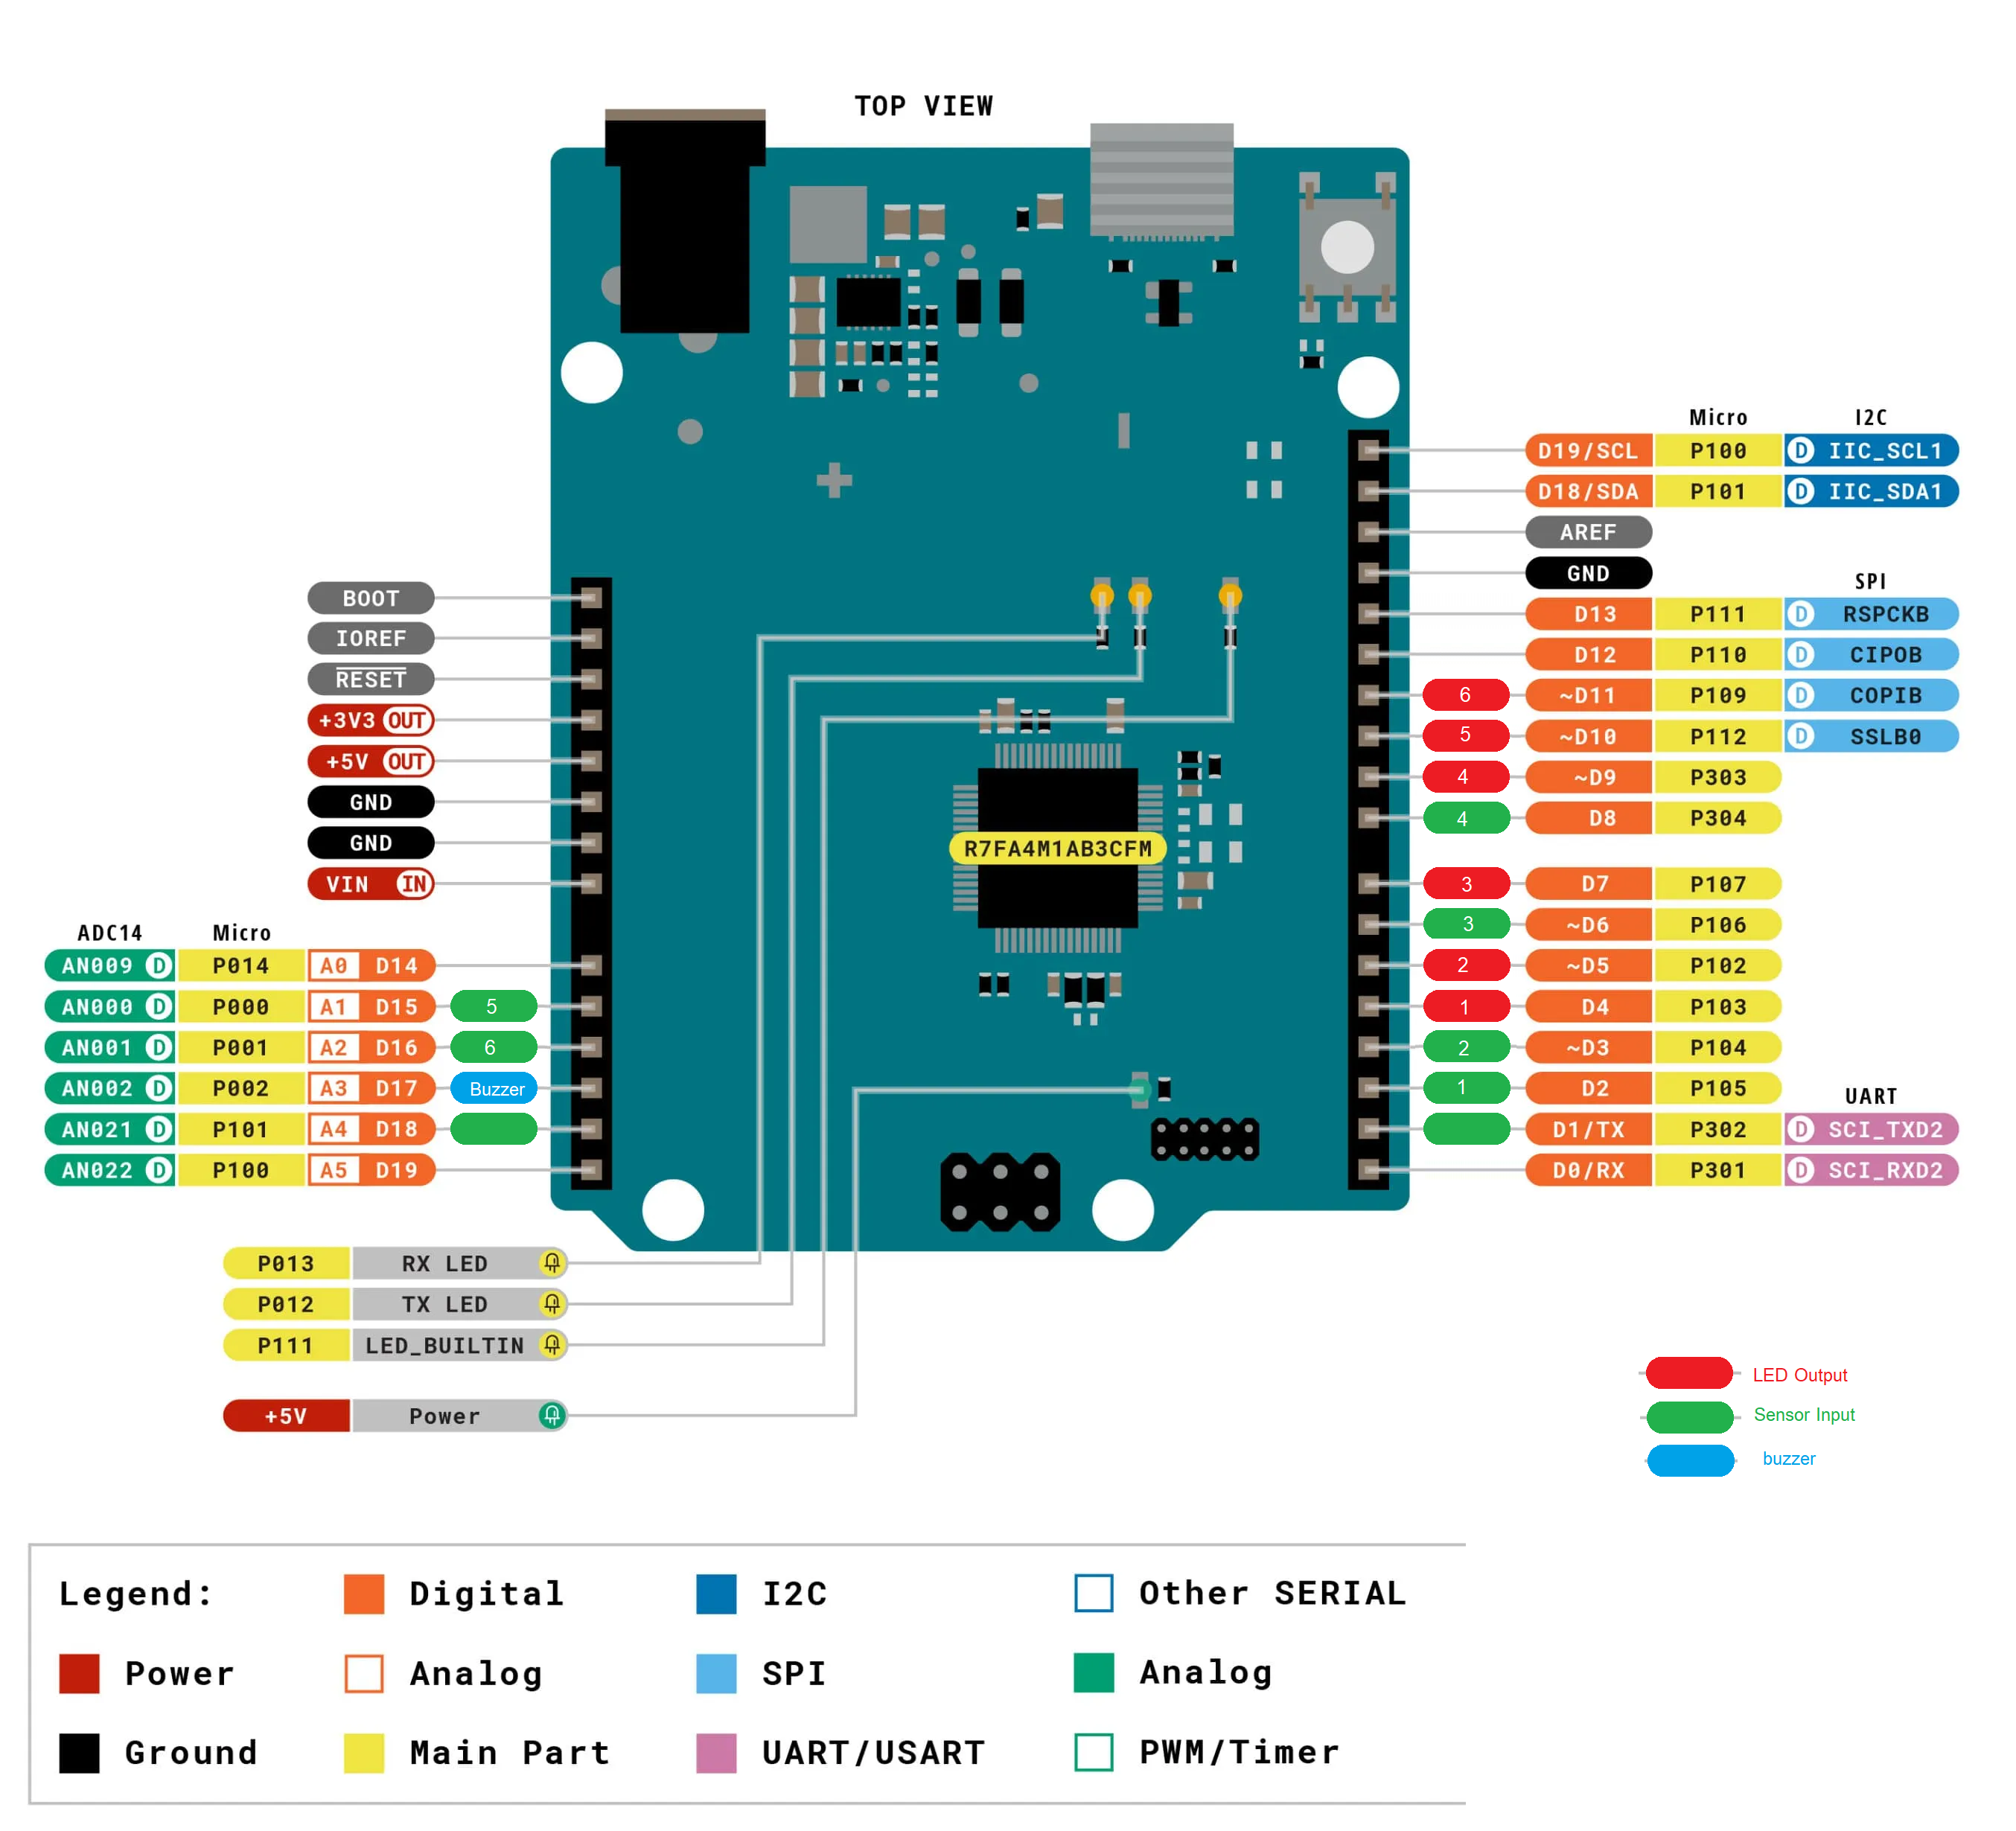 TOP VIEW
Micro I2C
D19/SCL P100 D IIC_SCL1
D18/SDA P101 D IIC_SDA1
AREF
GND
SPI
D13 P111 D RSPCKB
D12 P110 D CIPOB
6 ~D11 P109 D COPIB
5 ~D10 P112 D SSLB0
4 ~D9 P303
4 D8 P304
3 D7 P107
3 ~D6 P106
2 ~D5 P102
1 D4 P103
2 ~D3 P104
1 D2 P105
UART
D1/TX P302 D SCI_TXD2
D0/RX P301 D SCI_RXD2
BOOT
IOREF
RESET
+3V3 OUT
+5V OUT
GND
GND
VIN IN
ADC14 Micro
AN009 D P014 A0 D14
AN000 D P000 A1 D15 5
AN001 D P001 A2 D16 6
AN002 D P002 A3 D17 Buzzer
AN021 D P101 A4 D18
AN022 D P100 A5 D19
R7FA4M1AB3CFM
P013 RX LED
P012 TX LED
P111 LED_BUILTIN
+5V Power
LED Output
Sensor Input
buzzer
Legend: Digital I2C Other SERIAL
Power Analog SPI Analog
Ground Main Part UART/USART PWM/Timer